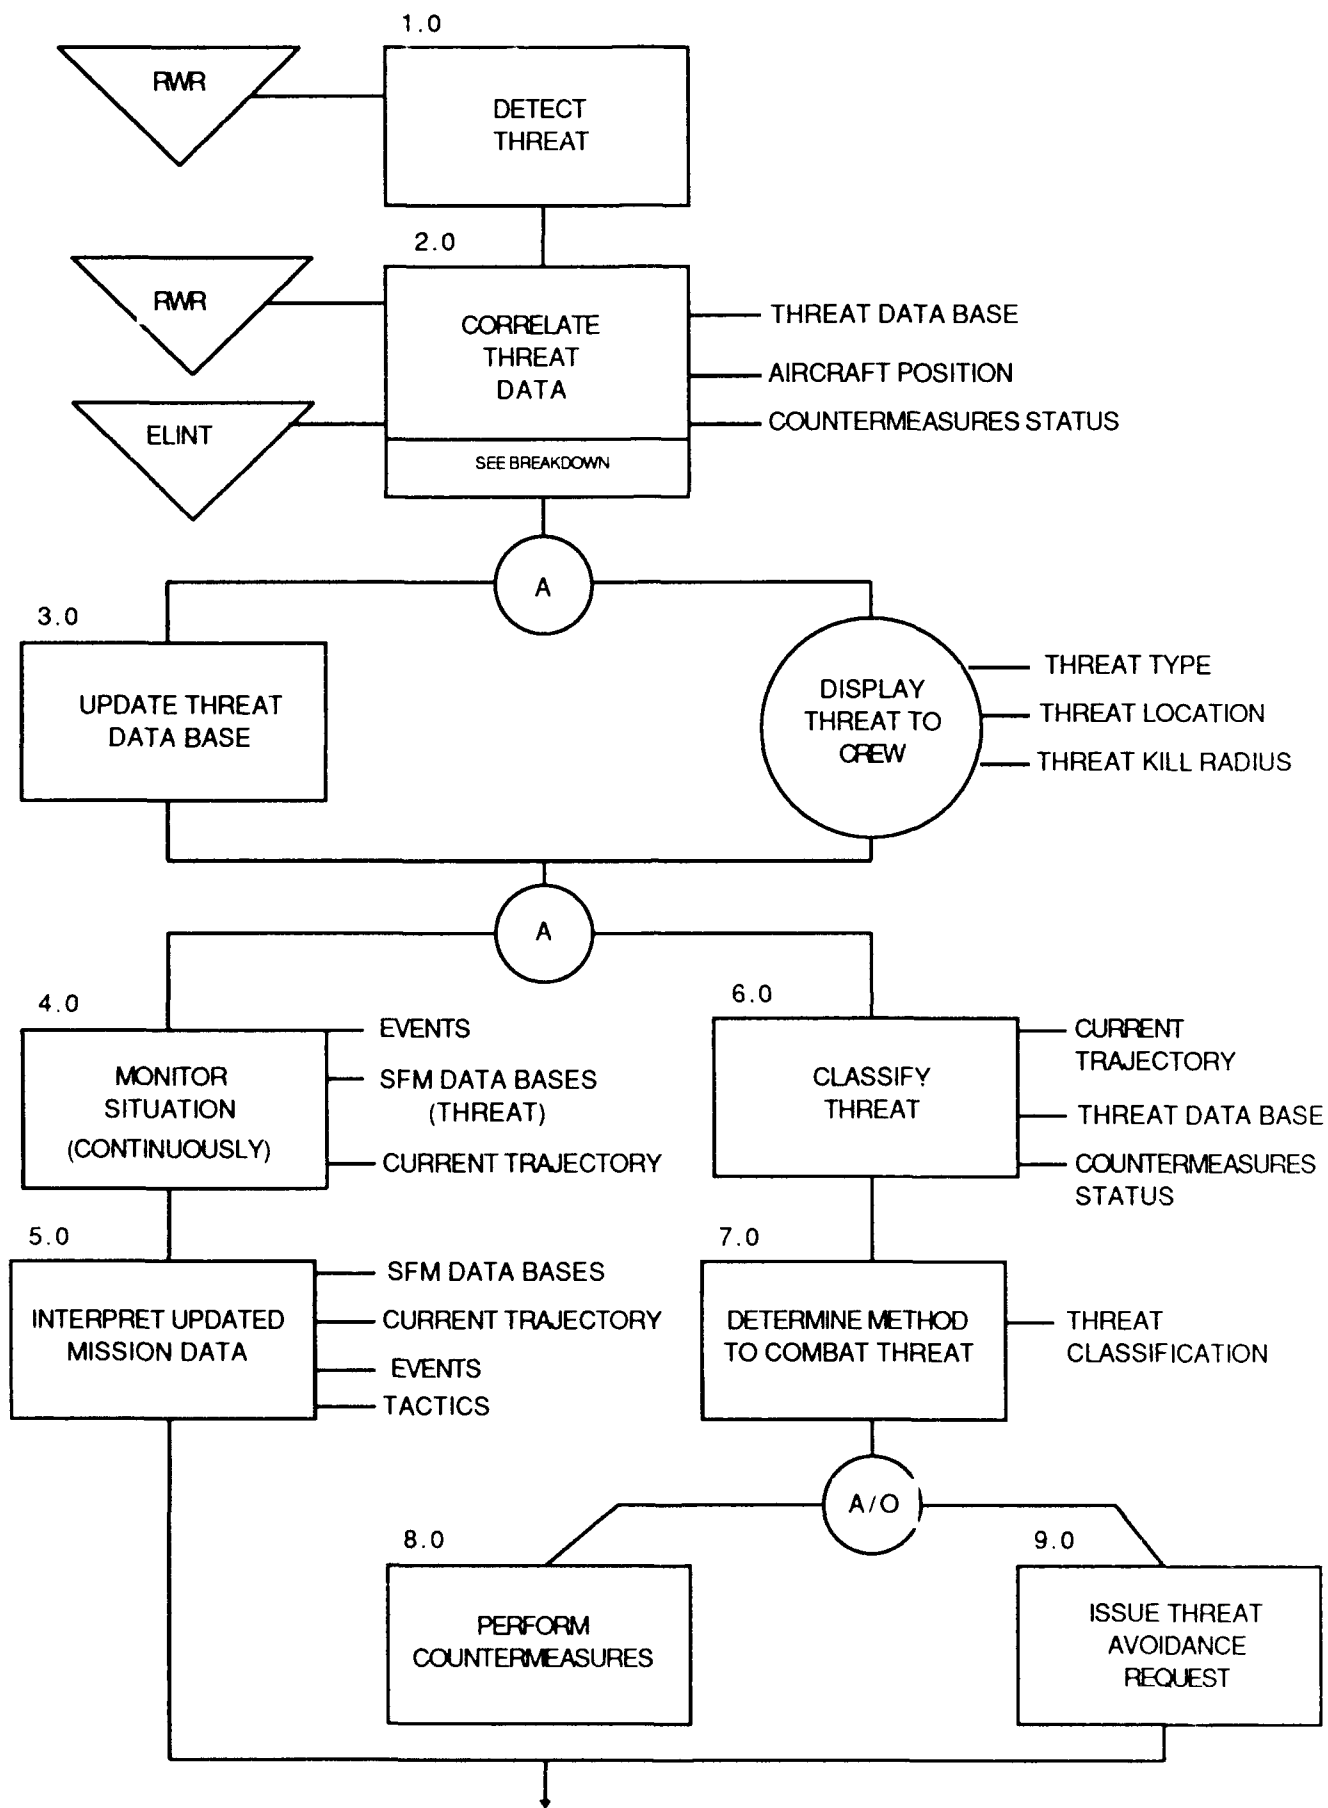 1.0
RWR
DETECT
THREAT
2.0
RWR
CORRELATE
THREAT
DATA
SEE BREAKDOWN
ELINT
THREAT DATA BASE
AIRCRAFT POSITION
COUNTERMEASURES STATUS
A
3.0
UPDATE THREAT
DATA BASE
DISPLAY
THREAT TO
CREW
THREAT TYPE
THREAT LOCATION
THREAT KILL RADIUS
A
4.0
MONITOR
SITUATION
(CONTINUOUSLY)
EVENTS
SFM DATA BASES
(THREAT)
CURRENT TRAJECTORY
6.0
CLASSIFY
THREAT
CURRENT
TRAJECTORY
THREAT DATA BASE
COUNTERMEASURES
STATUS
5.0
INTERPRET UPDATED
MISSION DATA
SFM DATA BASES
CURRENT TRAJECTORY
EVENTS
TACTICS
7.0
DETERMINE METHOD
TO COMBAT THREAT
THREAT
CLASSIFICATION
A/O
8.0
PERFORM
COUNTERMEASURES
9.0
ISSUE THREAT
AVOIDANCE
REQUEST